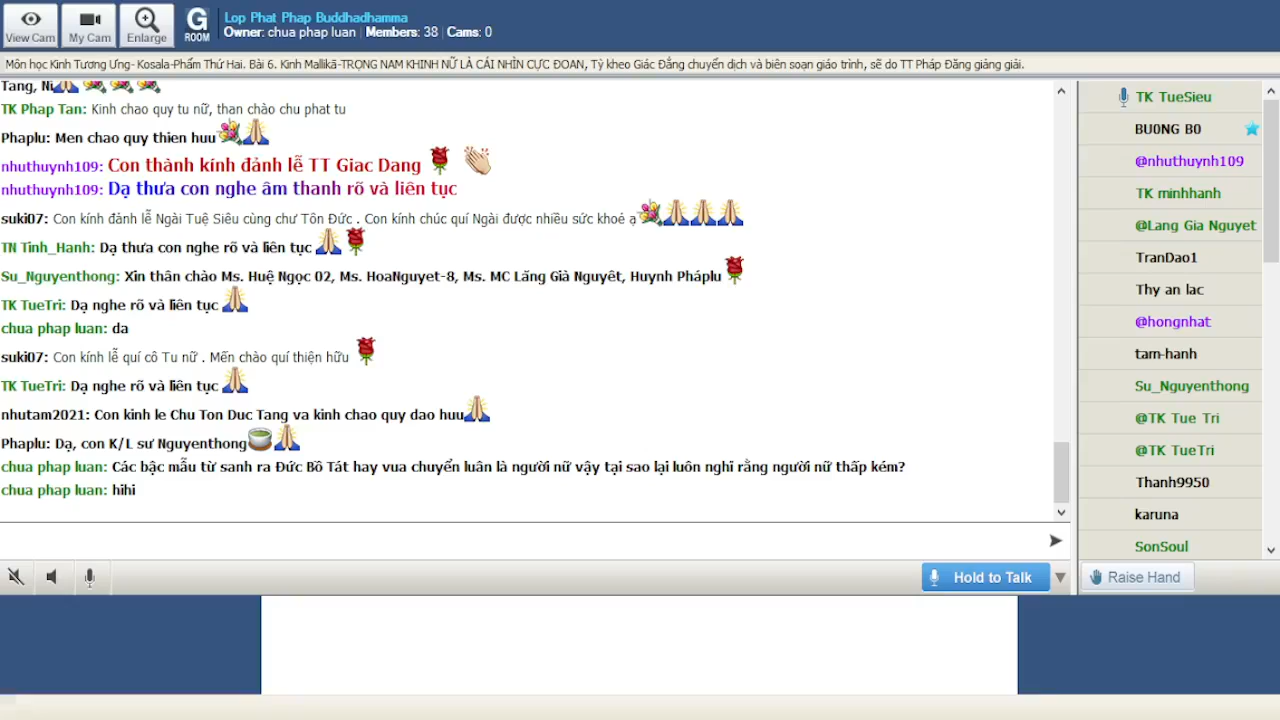 View Cam
My Cam
Enlarge
G
ROOM
Lop Phat Phap Buddhadhamma
Owner: chua phap luan | Members: 38 | Cams: 0
Môn học Kinh Tương Ưng- Kosala-Phẩm Thứ Hai. Bài 6. Kinh Mallikā-TRỌNG NAM KHINH NỮ LÀ CÁI NHÌN CỰC ĐOAN, Tỳ kheo Giác Đẳng chuyển dịch và biên soạn giáo trình, sẽ do TT Pháp Đăng giảng giải.
Tang, Ni
TK Phap Tan: Kinh chao quy tu nữ, than chào chu phat tu
Phaplu: Men chao quy thien huu
nhuthuynh109: Con thành kính đảnh lễ TT Giac Dang
nhuthuynh109: Dạ thưa con nghe âm thanh rõ và liên tục
suki07: Con kính đảnh lễ Ngài Tuệ Siêu cùng chư Tôn Đức . Con kính chúc quí Ngài được nhiều sức khoẻ ạ
TN Tinh_Hanh: Dạ thưa con nghe rõ và liên tục
Su_Nguyenthong: Xin thân chào Ms. Huệ Ngọc 02, Ms. HoaNguyet-8, Ms. MC Lãng Già Nguyêt, Huynh Pháplu
TK TueTri: Dạ nghe rõ và liên tục
chua phap luan: da
suki07: Con kính lễ quí cô Tu nữ . Mến chào quí thiện hữu
TK TueTri: Dạ nghe rõ và liên tục
nhutam2021: Con kinh le Chu Ton Duc Tang va kinh chao quy dao huu
Phaplu: Dạ, con K/L sư Nguyenthong
chua phap luan: Các bậc mẫu từ sanh ra Đức Bồ Tát hay vua chuyển luân là người nữ vậy tại sao lại luôn nghĩ rằng người nữ thấp kém?
chua phap luan: hihi
TK TueSieu
BU0NG B0
@nhuthuynh109
TK minhhanh
@Lang Gia Nguyet
TranDao1
Thy an lac
@hongnhat
tam-hanh
Su_Nguyenthong
@TK Tue Tri
@TK TueTri
Thanh9950
karuna
SonSoul
Hold to Talk
Raise Hand